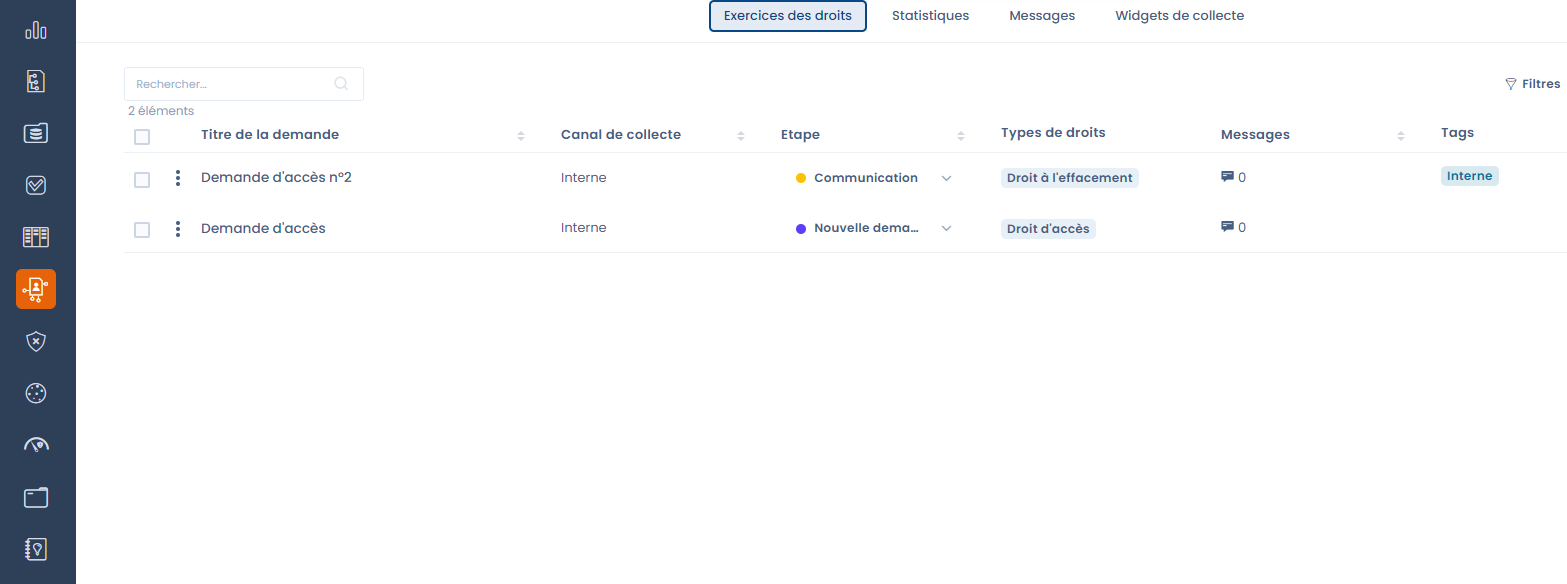 Exercices des droits Statistiques Messages Widgets de collecte
Rechercher...
Filtres
2 éléments
Titre de la demande Canal de collecte Etape Types de droits Messages Tags
Demande d'accès n°2 Interne Communication Droit à l'effacement 0 Interne
Demande d'accès Interne Nouvelle dema... Droit d'accès 0